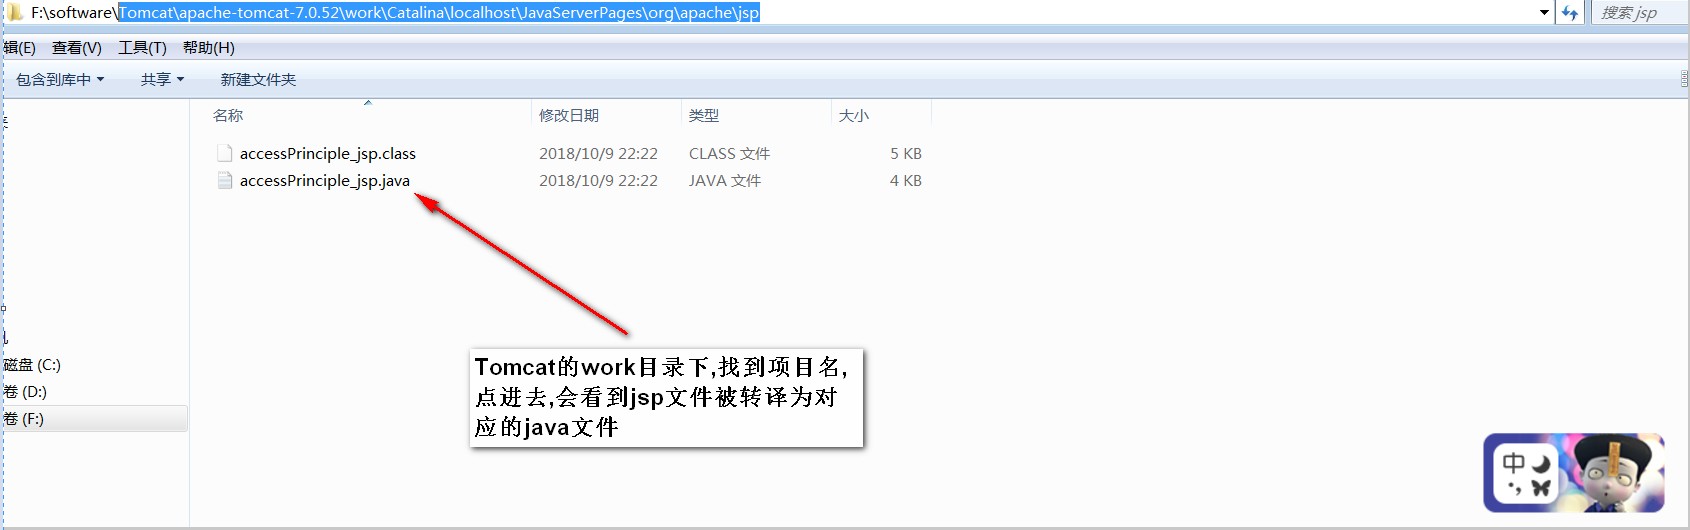 F:\software\Tomcat\apache-tomcat-7.0.52\work\Catalina\localhost\JavaServerPages\org\apache\jsp
搜索 jsp
辑(E) 查看(V) 工具(T) 帮助(H)
包含到库中 共享 新建文件夹
名称 修改日期 类型 大小
accessPrinciple_jsp.class 2018/10/9 22:22 CLASS 文件 5 KB
accessPrinciple_jsp.java 2018/10/9 22:22 JAVA 文件 4 KB
磁盘 (C:)
卷 (D:)
卷 (F:)
Tomcat的work目录下,找到项目名,
点进去,会看到jsp文件被转译为对
应的java文件
中